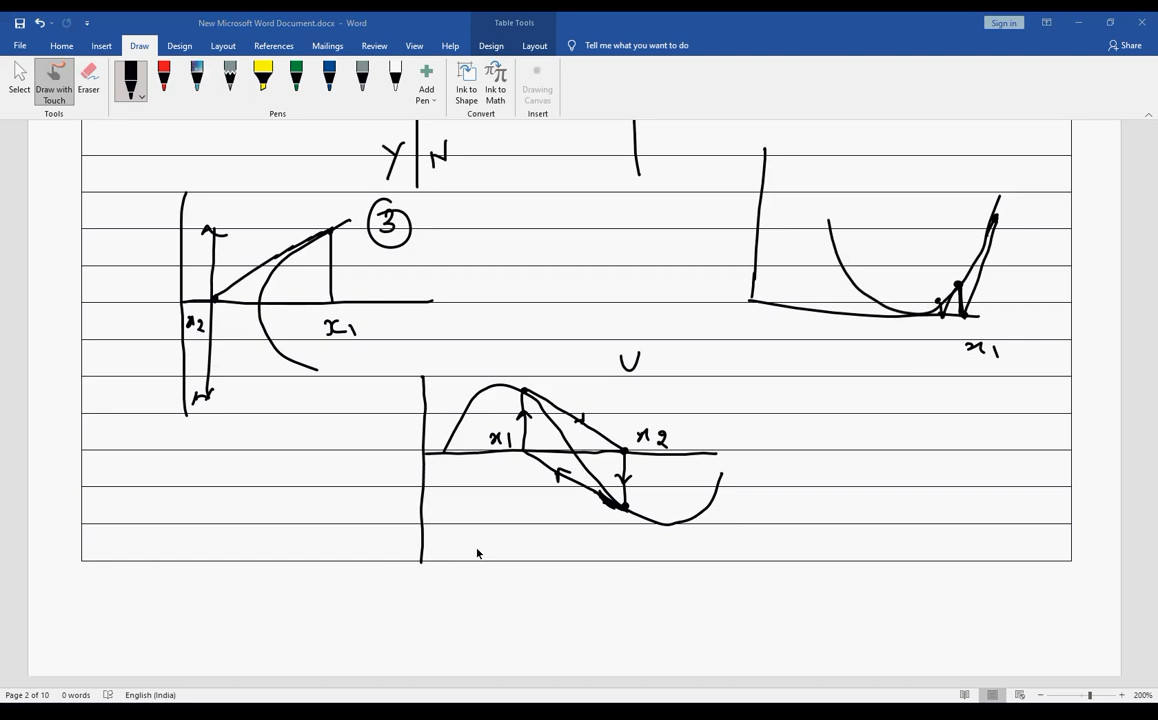 New Microsoft Word Document.docx - Word
Table Tools
Sign in
File Home Insert Draw Design Layout References Mailings Review View Help Design Layout Tell me what you want to do Share
Select Draw with Touch Eraser Add Pen Ink to Shape Ink to Math Drawing Canvas
Tools Pens Convert Insert
Y N
3
x2 x1
x1
U
x1 x2
Page 2 of 10 0 words English (India) 200%